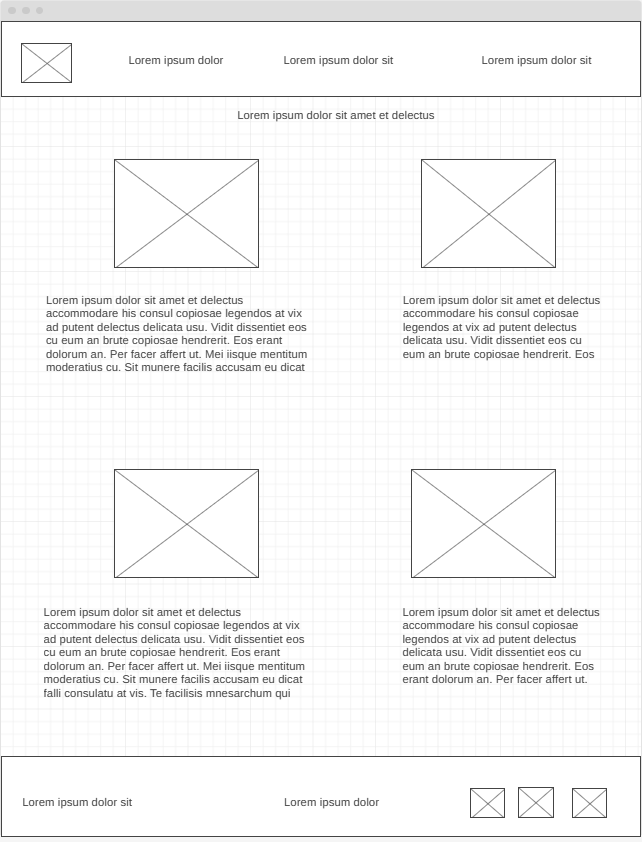 Lorem ipsum dolor
Lorem ipsum dolor sit
Lorem ipsum dolor sit
Lorem ipsum dolor sit amet et delectus
Lorem ipsum dolor sit amet et delectus
accommodare his consul copiosae legendos at vix
ad putent delectus delicata usu. Vidit dissentiet eos
cu eum an brute copiosae hendrerit. Eos erant
dolorum an. Per facer affert ut. Mei iisque mentitum
moderatius cu. Sit munere facilis accusam eu dicat
Lorem ipsum dolor sit amet et delectus
accommodare his consul copiosae
legendos at vix ad putent delectus
delicata usu. Vidit dissentiet eos cu
eum an brute copiosae hendrerit. Eos
Lorem ipsum dolor sit amet et delectus
accommodare his consul copiosae legendos at vix
ad putent delectus delicata usu. Vidit dissentiet eos
cu eum an brute copiosae hendrerit. Eos erant
dolorum an. Per facer affert ut. Mei iisque mentitum
moderatius cu. Sit munere facilis accusam eu dicat
falli consulatu at vis. Te facilisis mnesarchum qui
Lorem ipsum dolor sit amet et delectus
accommodare his consul copiosae
legendos at vix ad putent delectus
delicata usu. Vidit dissentiet eos cu
eum an brute copiosae hendrerit. Eos
erant dolorum an. Per facer affert ut.
Lorem ipsum dolor sit
Lorem ipsum dolor